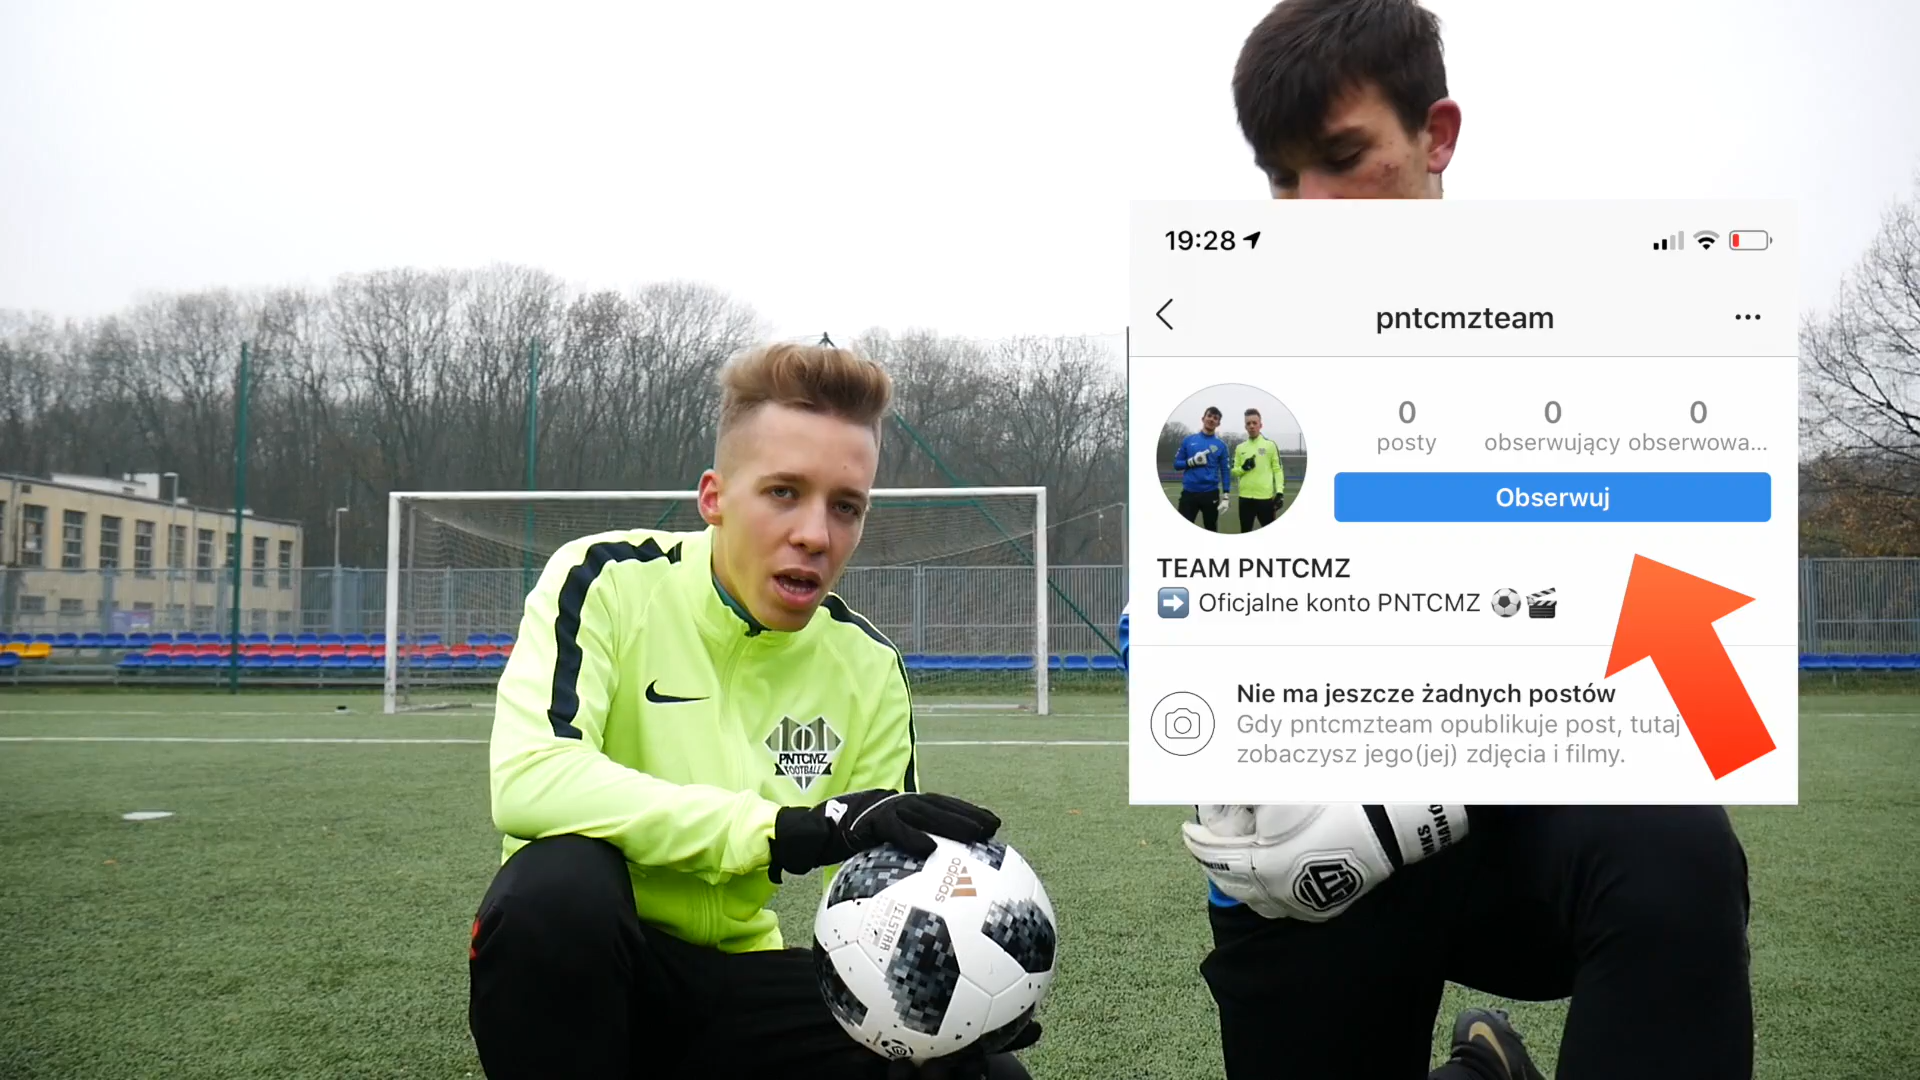 19:28
pntcmzteam
0 0 0
posty obserwujący obserwowa...
Obserwuj
TEAM PNTCMZ
Oficjalne konto PNTCMZ
Nie ma jeszcze żadnych postów
Gdy pntcmzteam opublikuje post, tutaj
zobaczysz jego(jej) zdjęcia i filmy.
PNTCMZ
FOOTBALL
adidas
TELSTAR